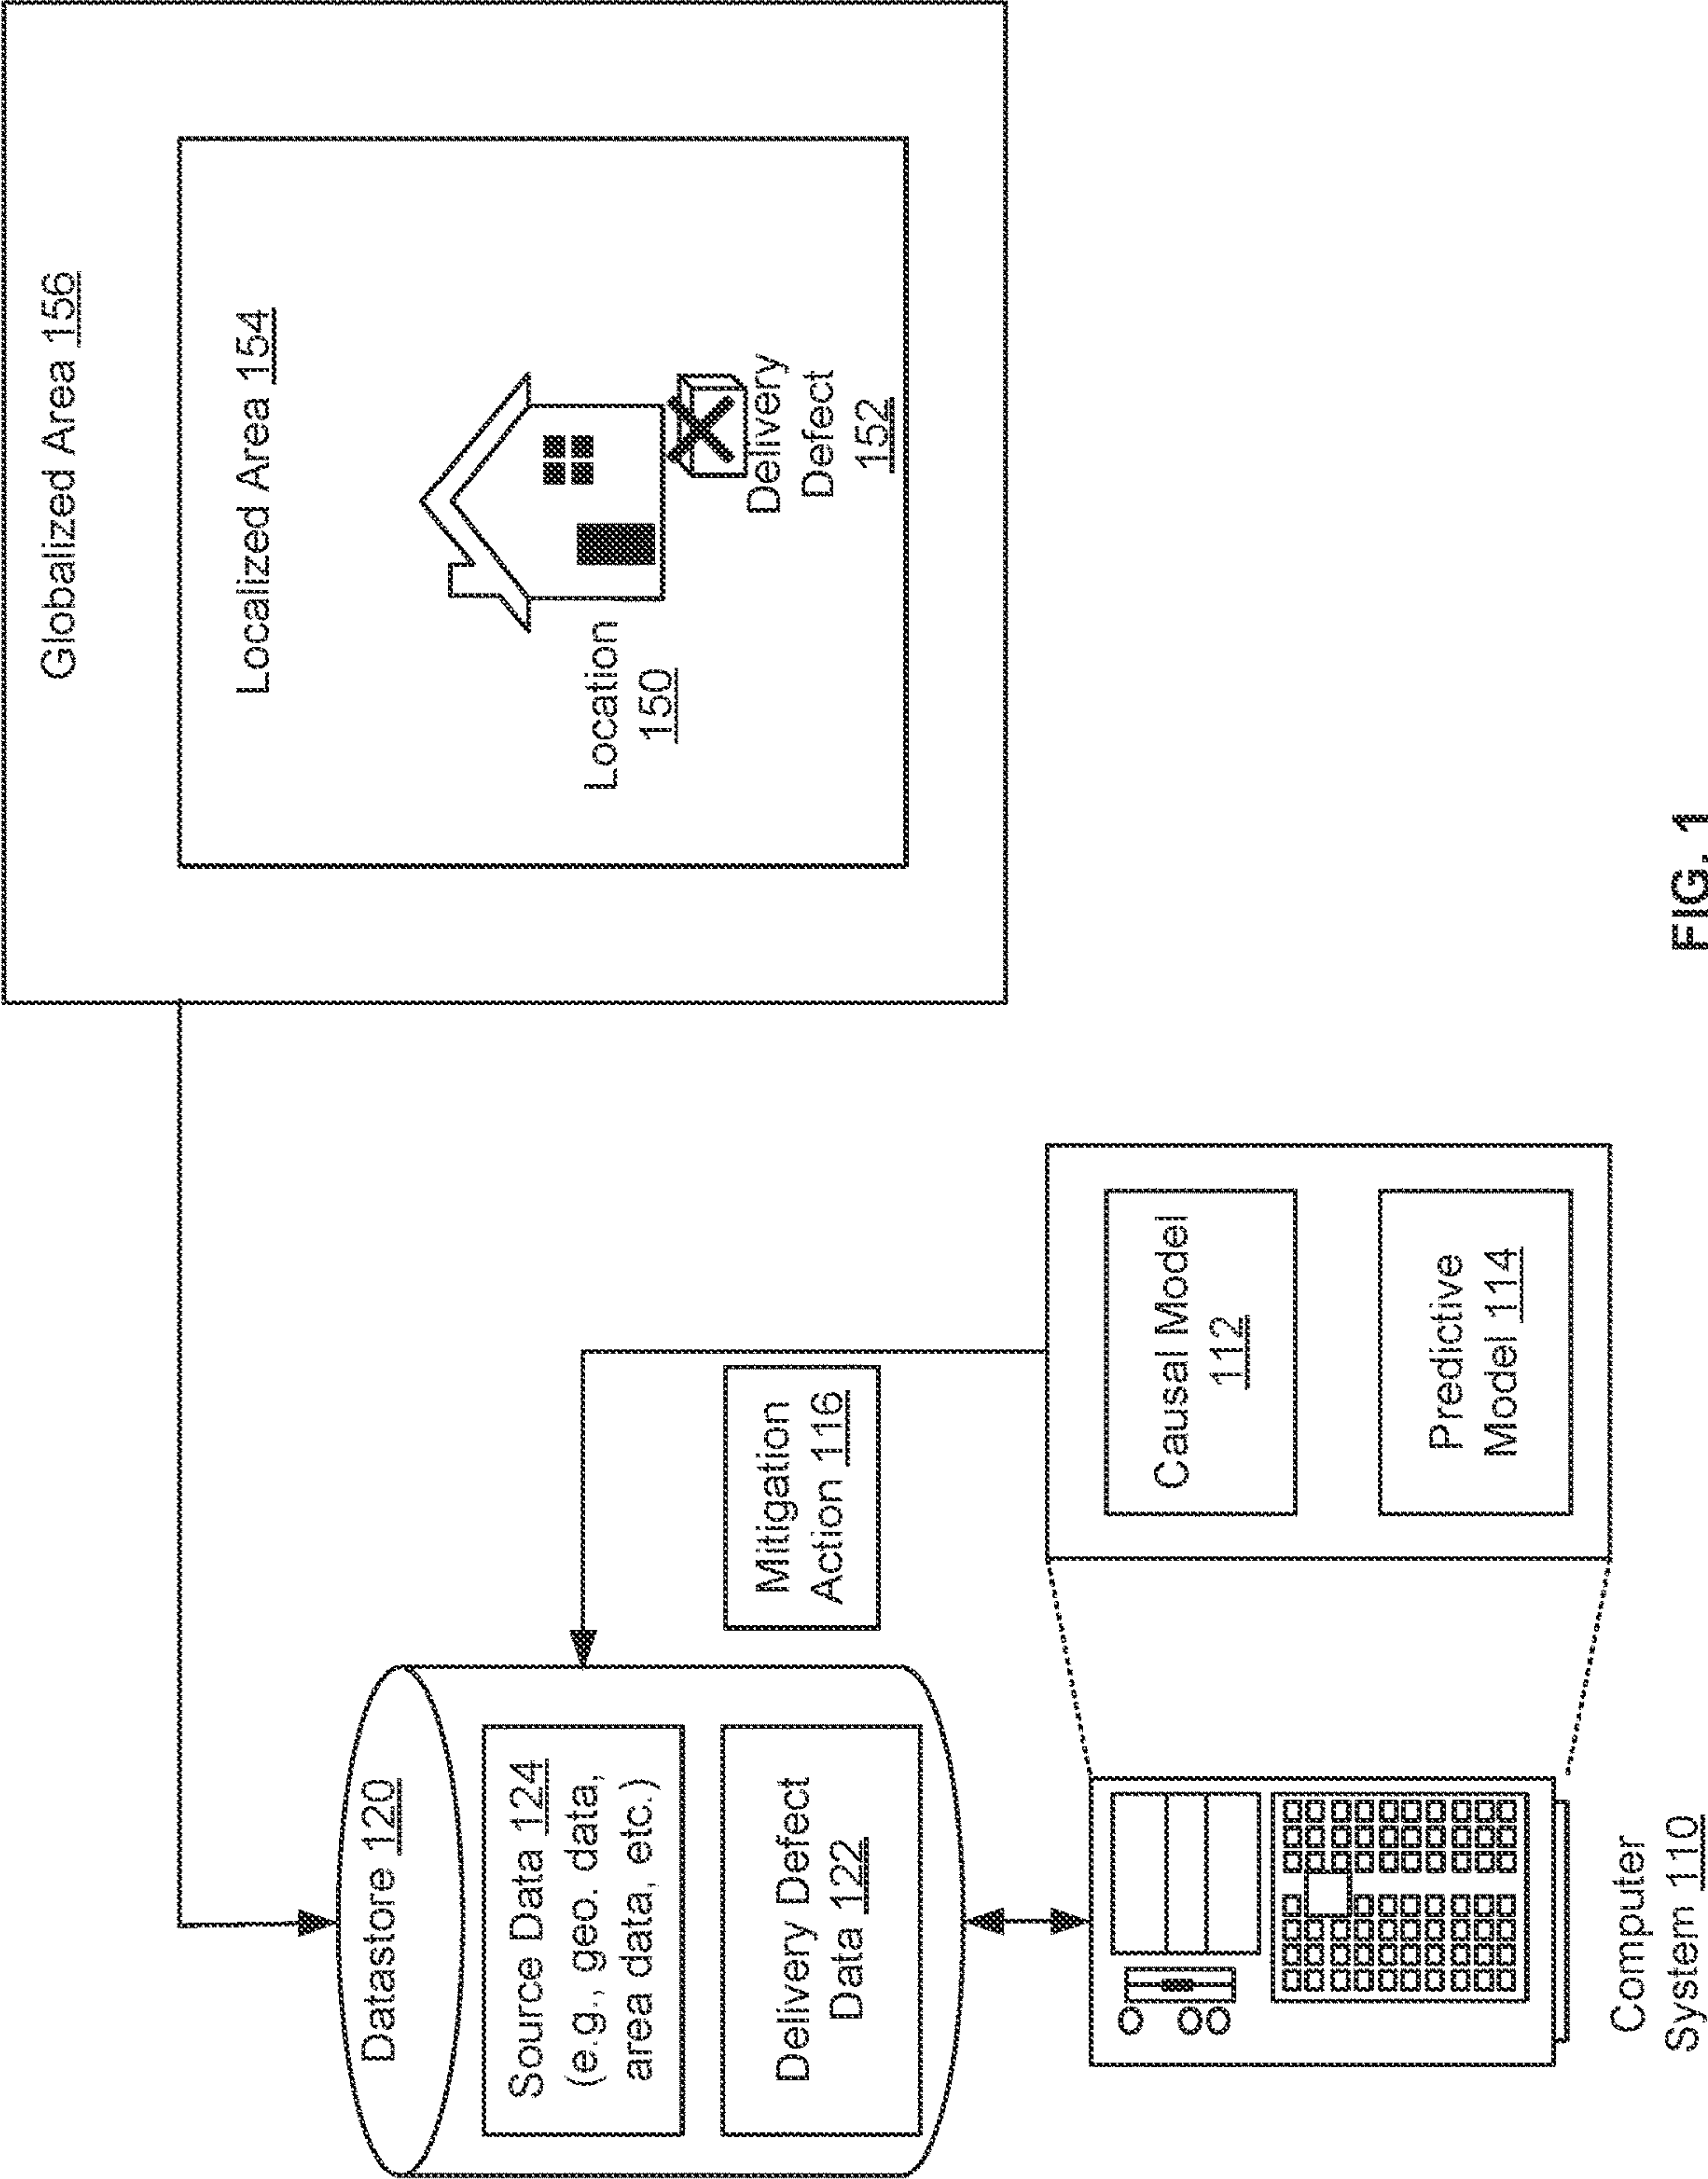 Globalized Area 156
Localized Area 154
Location
150
Delivery
Defect
152
Datastore 120
Source Data 124
(e.g., geo. data,
area data, etc.)
Delivery Defect
Data 122
Mitigation
Action 116
Causal Model
112
Predictive
Model 114
Computer
System 110
FIG. 1